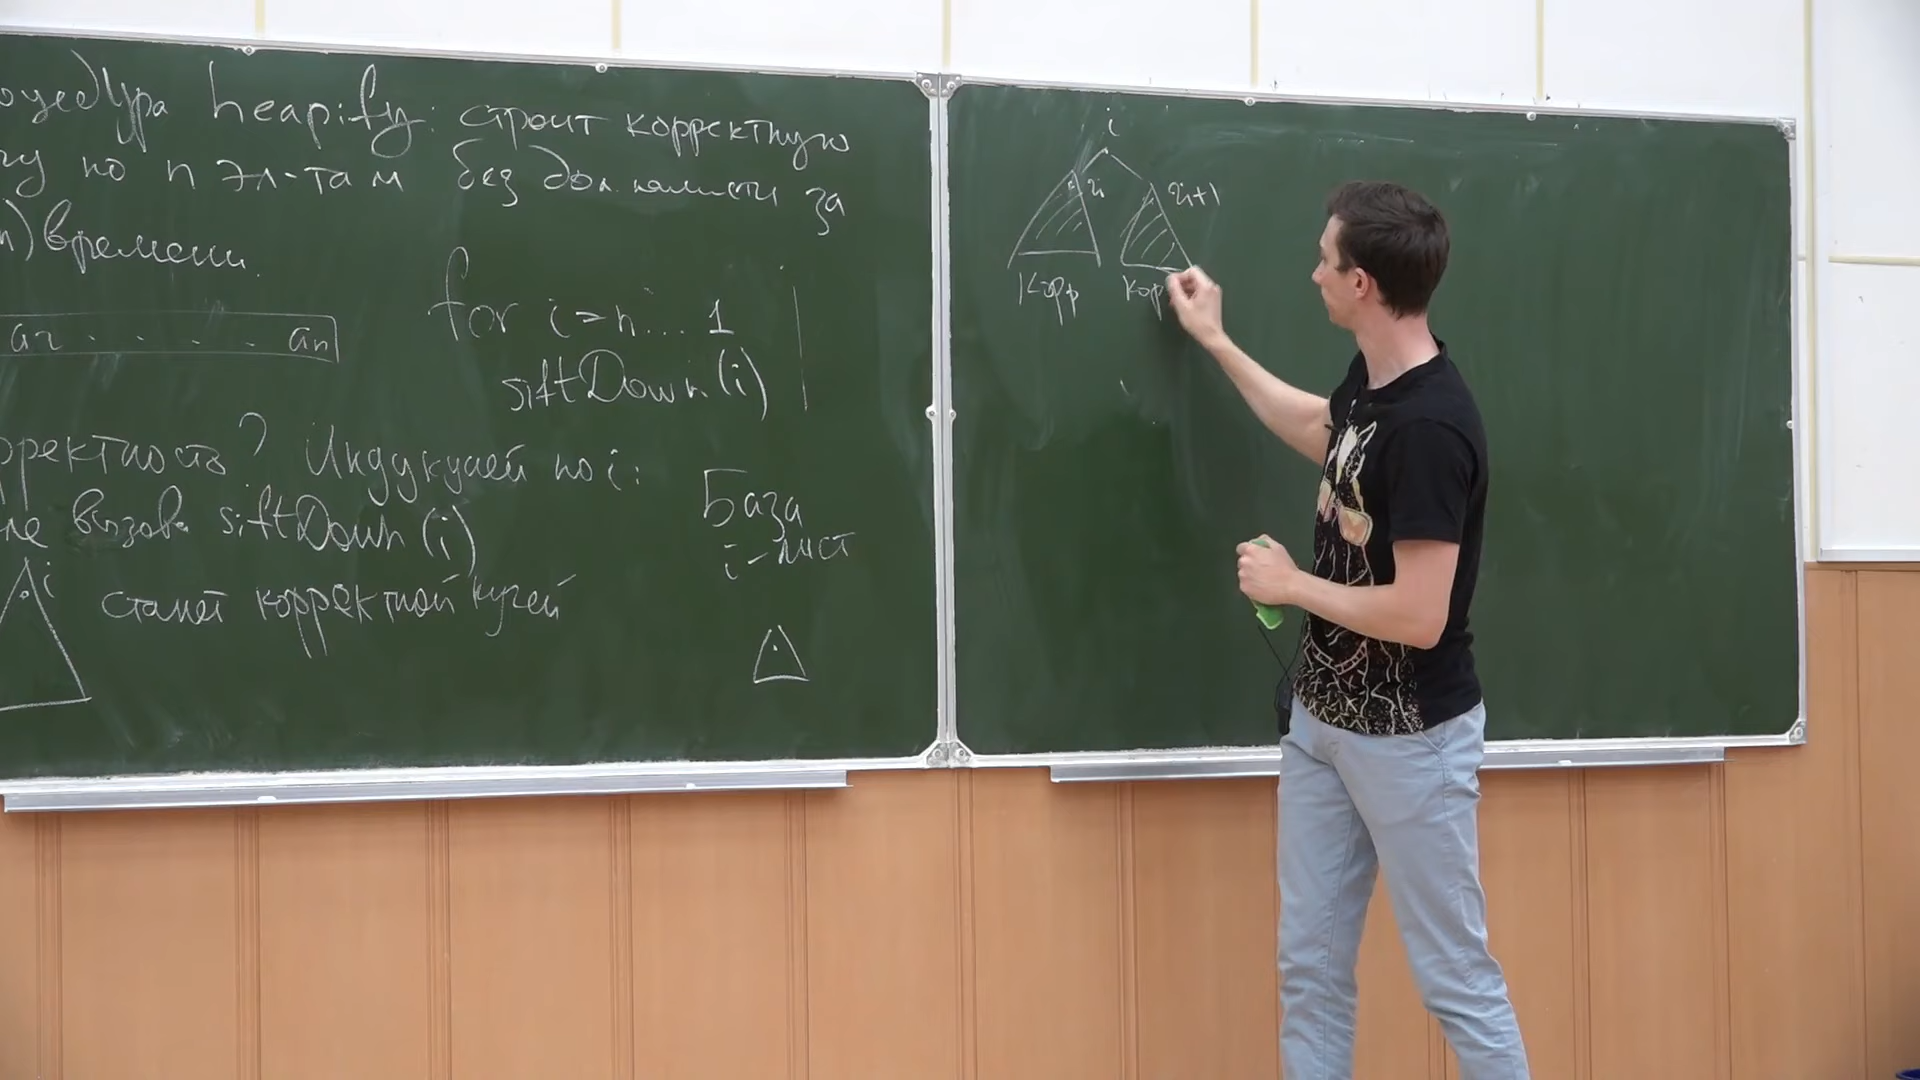 оцедура heapify: строит корректную
чу по n эл-там без доп. памяти за
n) времени.
a₂ . . . . aₙ
for i=n...1
siftDown(i)
орректность? Индукцией по i:
ле вызова siftDown(i)
i станет корректной кучей
База
i-лист
i
2i 2i+1
Корр Кор